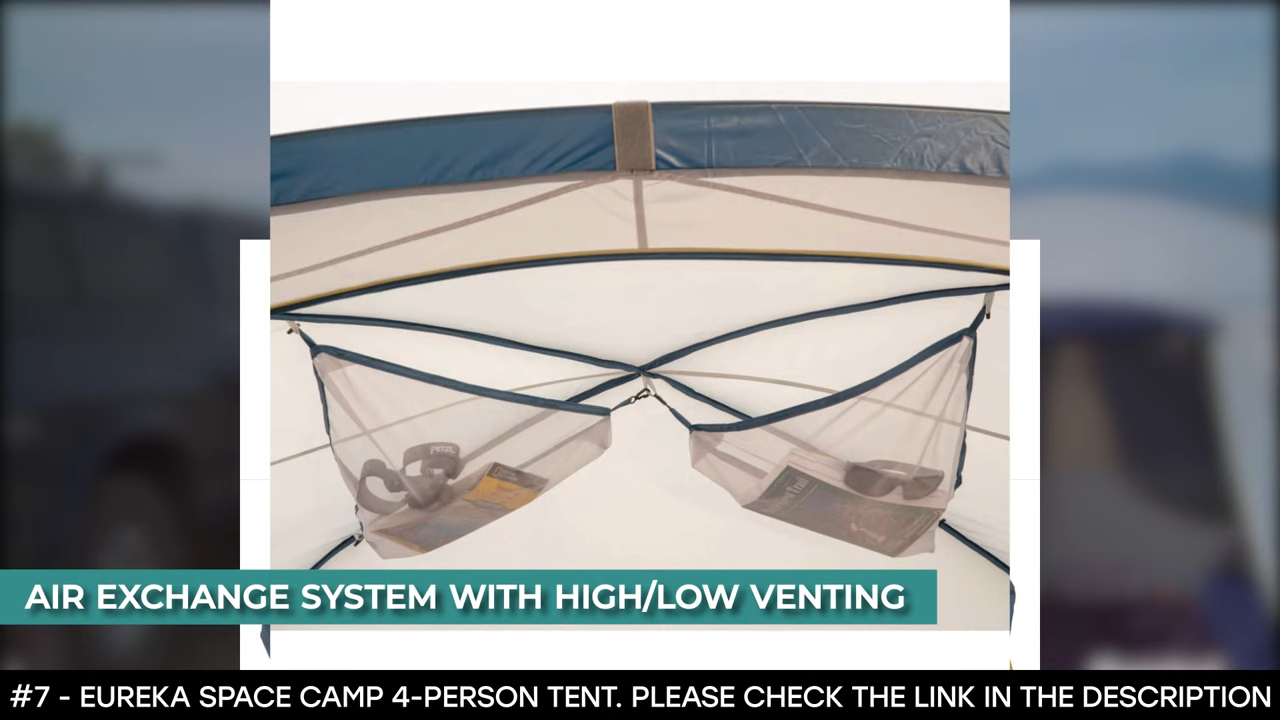 PETZL
AIR EXCHANGE SYSTEM WITH HIGH/LOW VENTING
#7 - EUREKA SPACE CAMP 4-PERSON TENT. PLEASE CHECK THE LINK IN THE DESCRIPTION